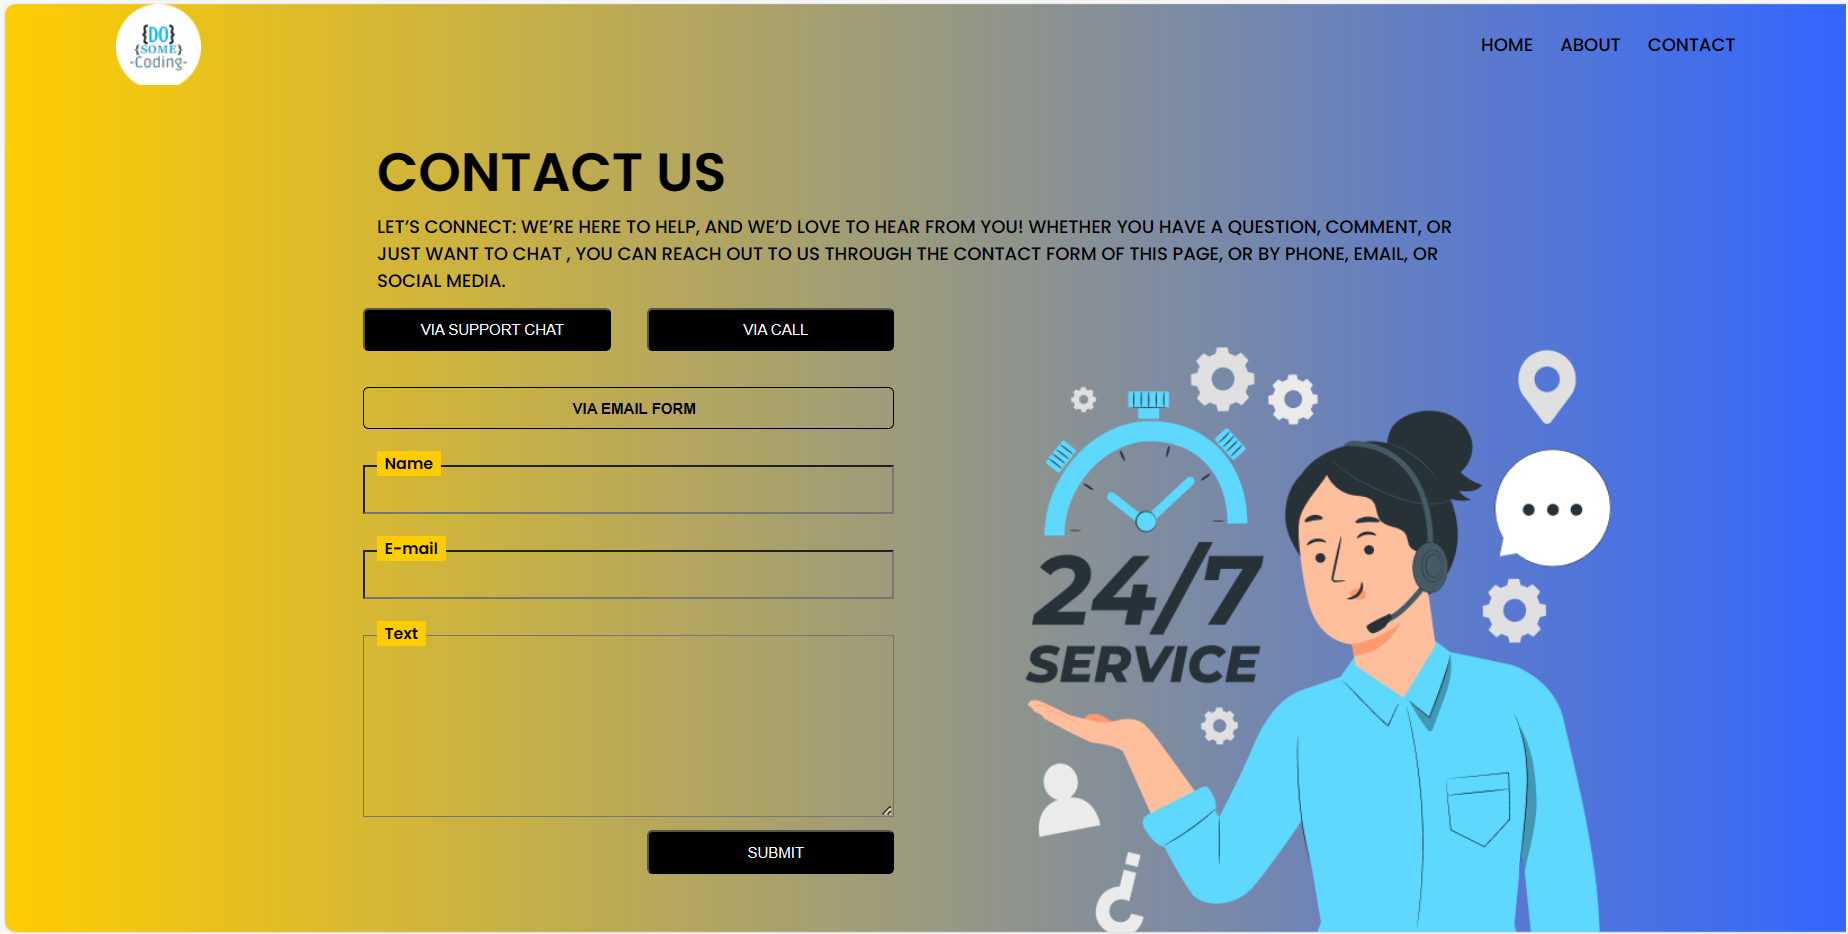 {DO}
{SOME}
-Coding-
HOME ABOUT CONTACT
CONTACT US
LET’S CONNECT: WE’RE HERE TO HELP, AND WE’D LOVE TO HEAR FROM YOU! WHETHER YOU HAVE A QUESTION, COMMENT, OR
JUST WANT TO CHAT , YOU CAN REACH OUT TO US THROUGH THE CONTACT FORM OF THIS PAGE, OR BY PHONE, EMAIL, OR
SOCIAL MEDIA.
VIA SUPPORT CHAT VIA CALL
VIA EMAIL FORM
Name
E-mail
Text
SUBMIT
24/7
SERVICE
¿